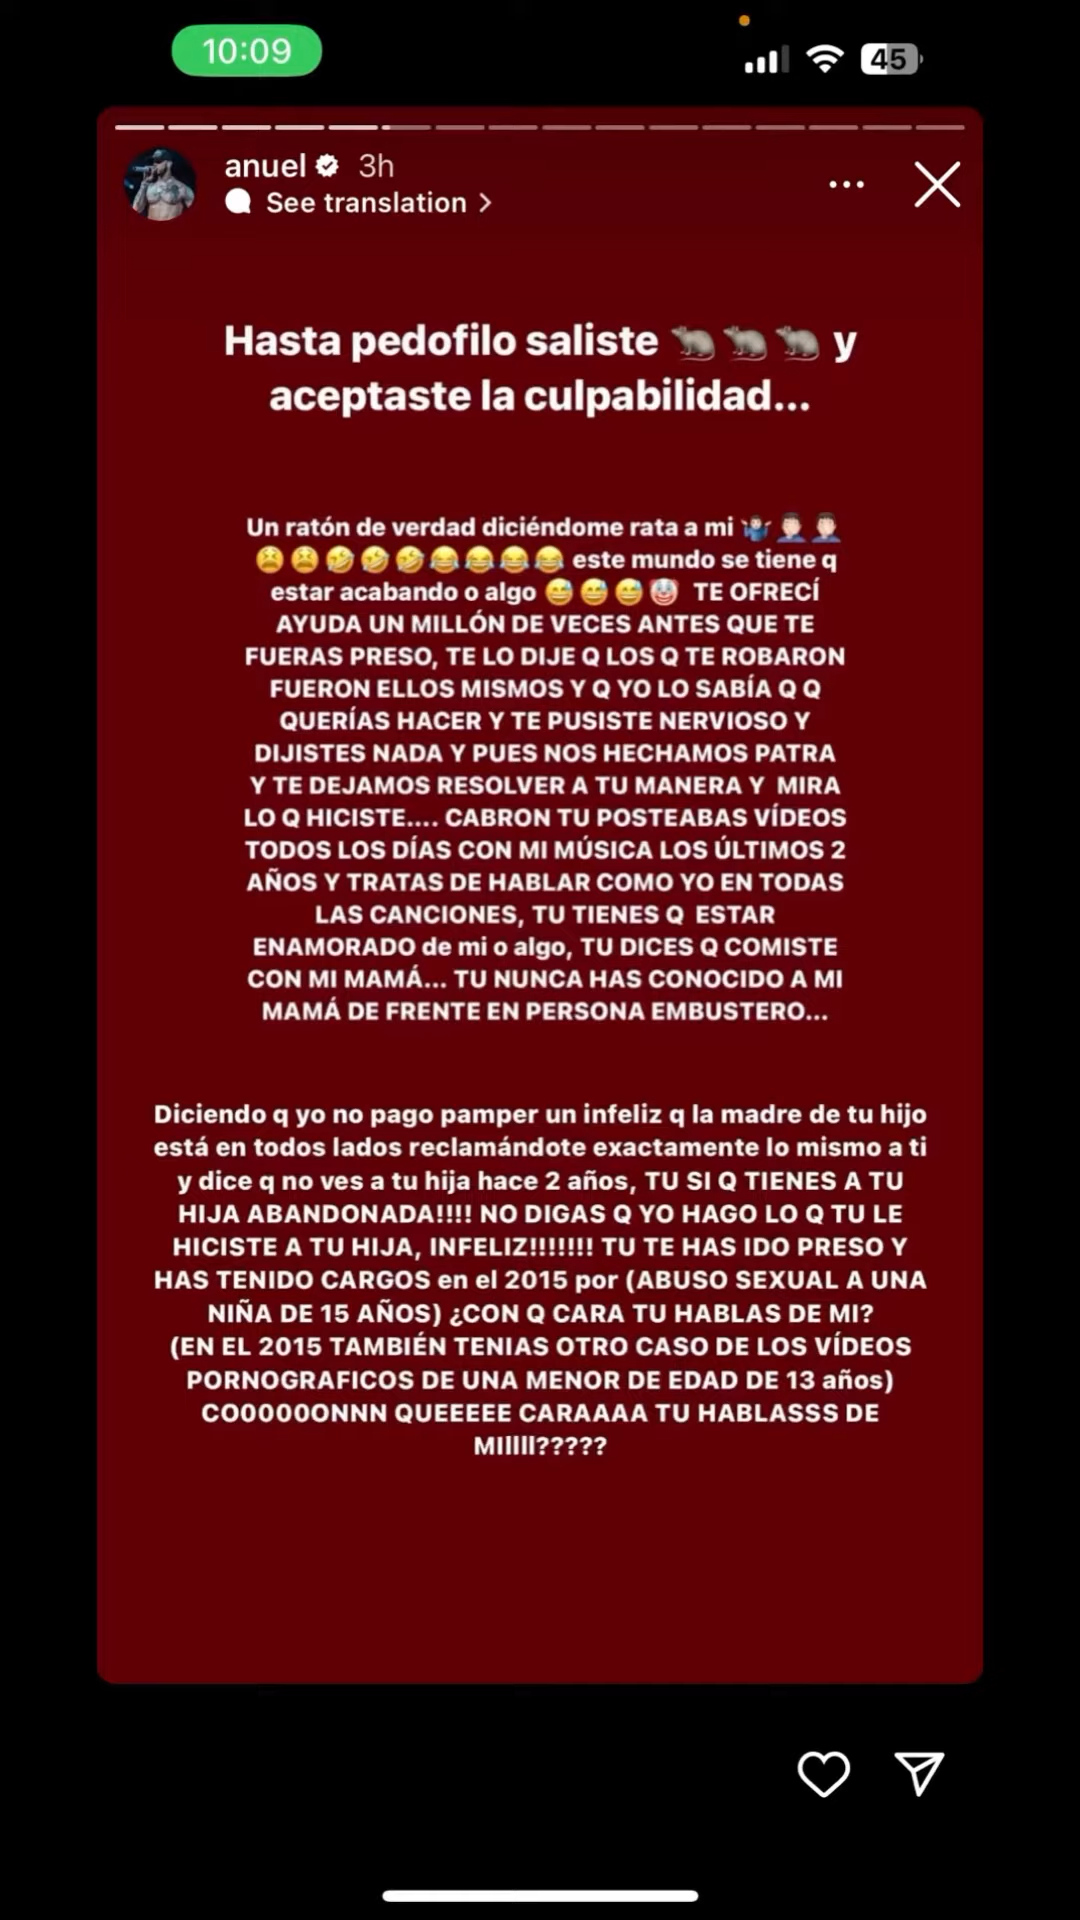 10:09
45
anuel 3h
See translation >
Hasta pedofilo saliste 🐀🐀🐀 y
aceptaste la culpabilidad...
Un ratón de verdad diciéndome rata a mi 🤷🏻‍♂️🤦🏻‍♂️🤦🏻‍♂️
😫😫🤣🤣🤣😂😂😂😂 este mundo se tiene q
estar acabando o algo 😅😅😅🤡 TE OFRECÍ
AYUDA UN MILLÓN DE VECES ANTES QUE TE
FUERAS PRESO, TE LO DIJE Q LOS Q TE ROBARON
FUERON ELLOS MISMOS Y Q YO LO SABÍA Q Q
QUERÍAS HACER Y TE PUSISTE NERVIOSO Y
DIJISTES NADA Y PUES NOS HECHAMOS PATRA
Y TE DEJAMOS RESOLVER A TU MANERA Y MIRA
LO Q HICISTE.... CABRON TU POSTEABAS VÍDEOS
TODOS LOS DÍAS CON MI MÚSICA LOS ÚLTIMOS 2
AÑOS Y TRATAS DE HABLAR COMO YO EN TODAS
LAS CANCIONES, TU TIENES Q ESTAR
ENAMORADO de mi o algo, TU DICES Q COMISTE
CON MI MAMÁ... TU NUNCA HAS CONOCIDO A MI
MAMÁ DE FRENTE EN PERSONA EMBUSTERO...
Diciendo q yo no pago pamper un infeliz q la madre de tu hijo
está en todos lados reclamándote exactamente lo mismo a ti
y dice q no ves a tu hija hace 2 años, TU SI Q TIENES A TU
HIJA ABANDONADA!!!! NO DIGAS Q YO HAGO LO Q TU LE
HICISTE A TU HIJA, INFELIZ!!!!!!! TU TE HAS IDO PRESO Y
HAS TENIDO CARGOS en el 2015 por (ABUSO SEXUAL A UNA
NIÑA DE 15 AÑOS) ¿CON Q CARA TU HABLAS DE MI?
(EN EL 2015 TAMBIÉN TENIAS OTRO CASO DE LOS VÍDEOS
PORNOGRAFICOS DE UNA MENOR DE EDAD DE 13 años)
COOOOOONNN QUEEEEE CARAAAA TU HABLASSS DE
MIIIII?????